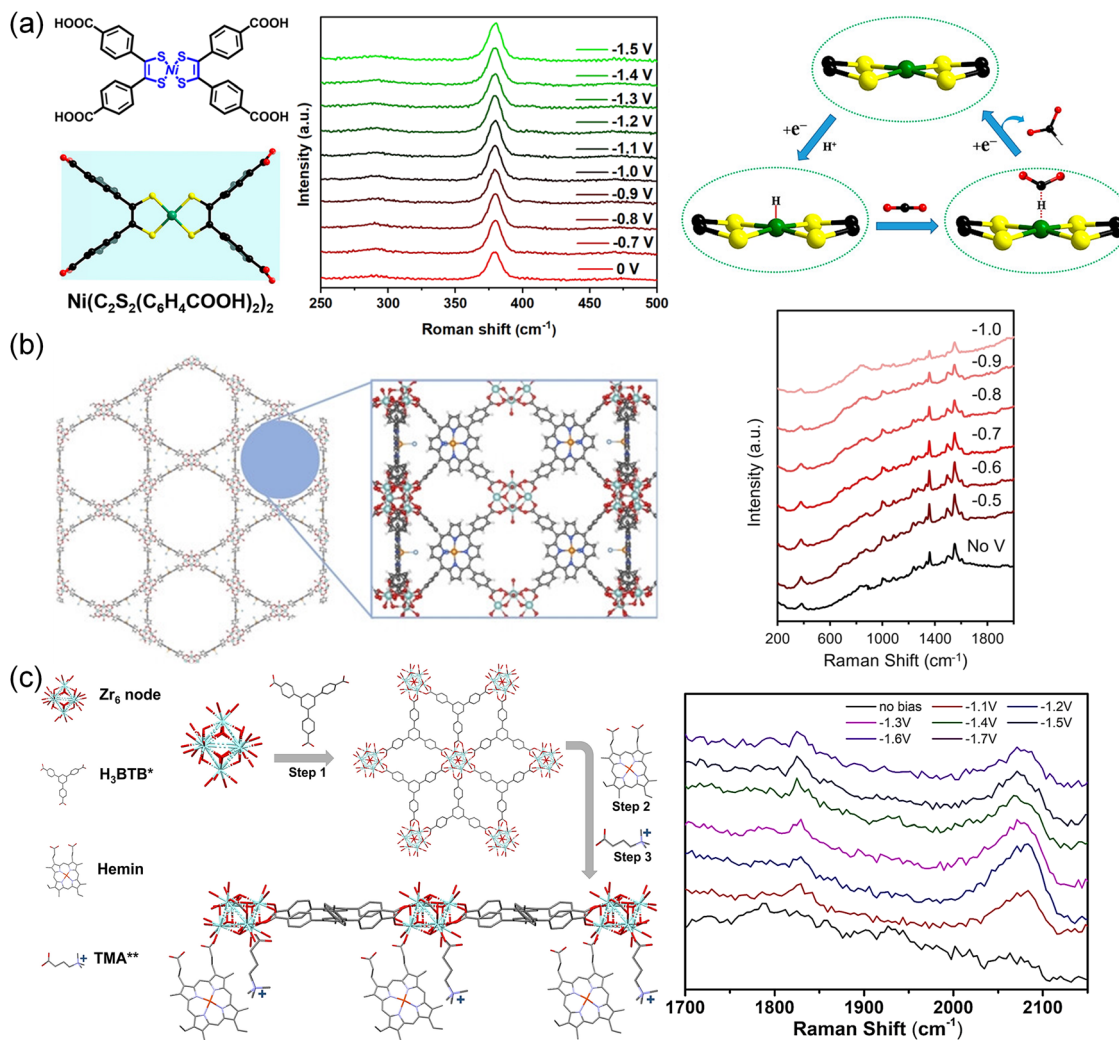 (a)
HOOC
COOH
S
S
Ni
S
S
HOOC
COOH
Ni(C₂S₂(C₆H₄COOH)₂)₂
Intensity (a.u.)
-1.5 V
-1.4 V
-1.3 V
-1.2 V
-1.1 V
-1.0 V
-0.9 V
-0.8 V
-0.7 V
0 V
250
300
350
400
450
500
Roman shift (cm⁻¹)
+e⁻
H⁺
+e⁻
H
H
(b)
Intensity (a.u.)
-1.0
-0.9
-0.8
-0.7
-0.6
-0.5
No V
200
600
1000
1400
1800
Raman Shift (cm⁻¹)
(c)
Zr₆ node
H₃BTB*
Hemin
TMA**
+
Step 1
Step 2
+
Step 3
+
+
+
no bias
-1.1V
-1.2V
-1.3V
-1.4V
-1.5V
-1.6V
-1.7V
1700
1800
1900
2000
2100
Raman Shift (cm⁻¹)